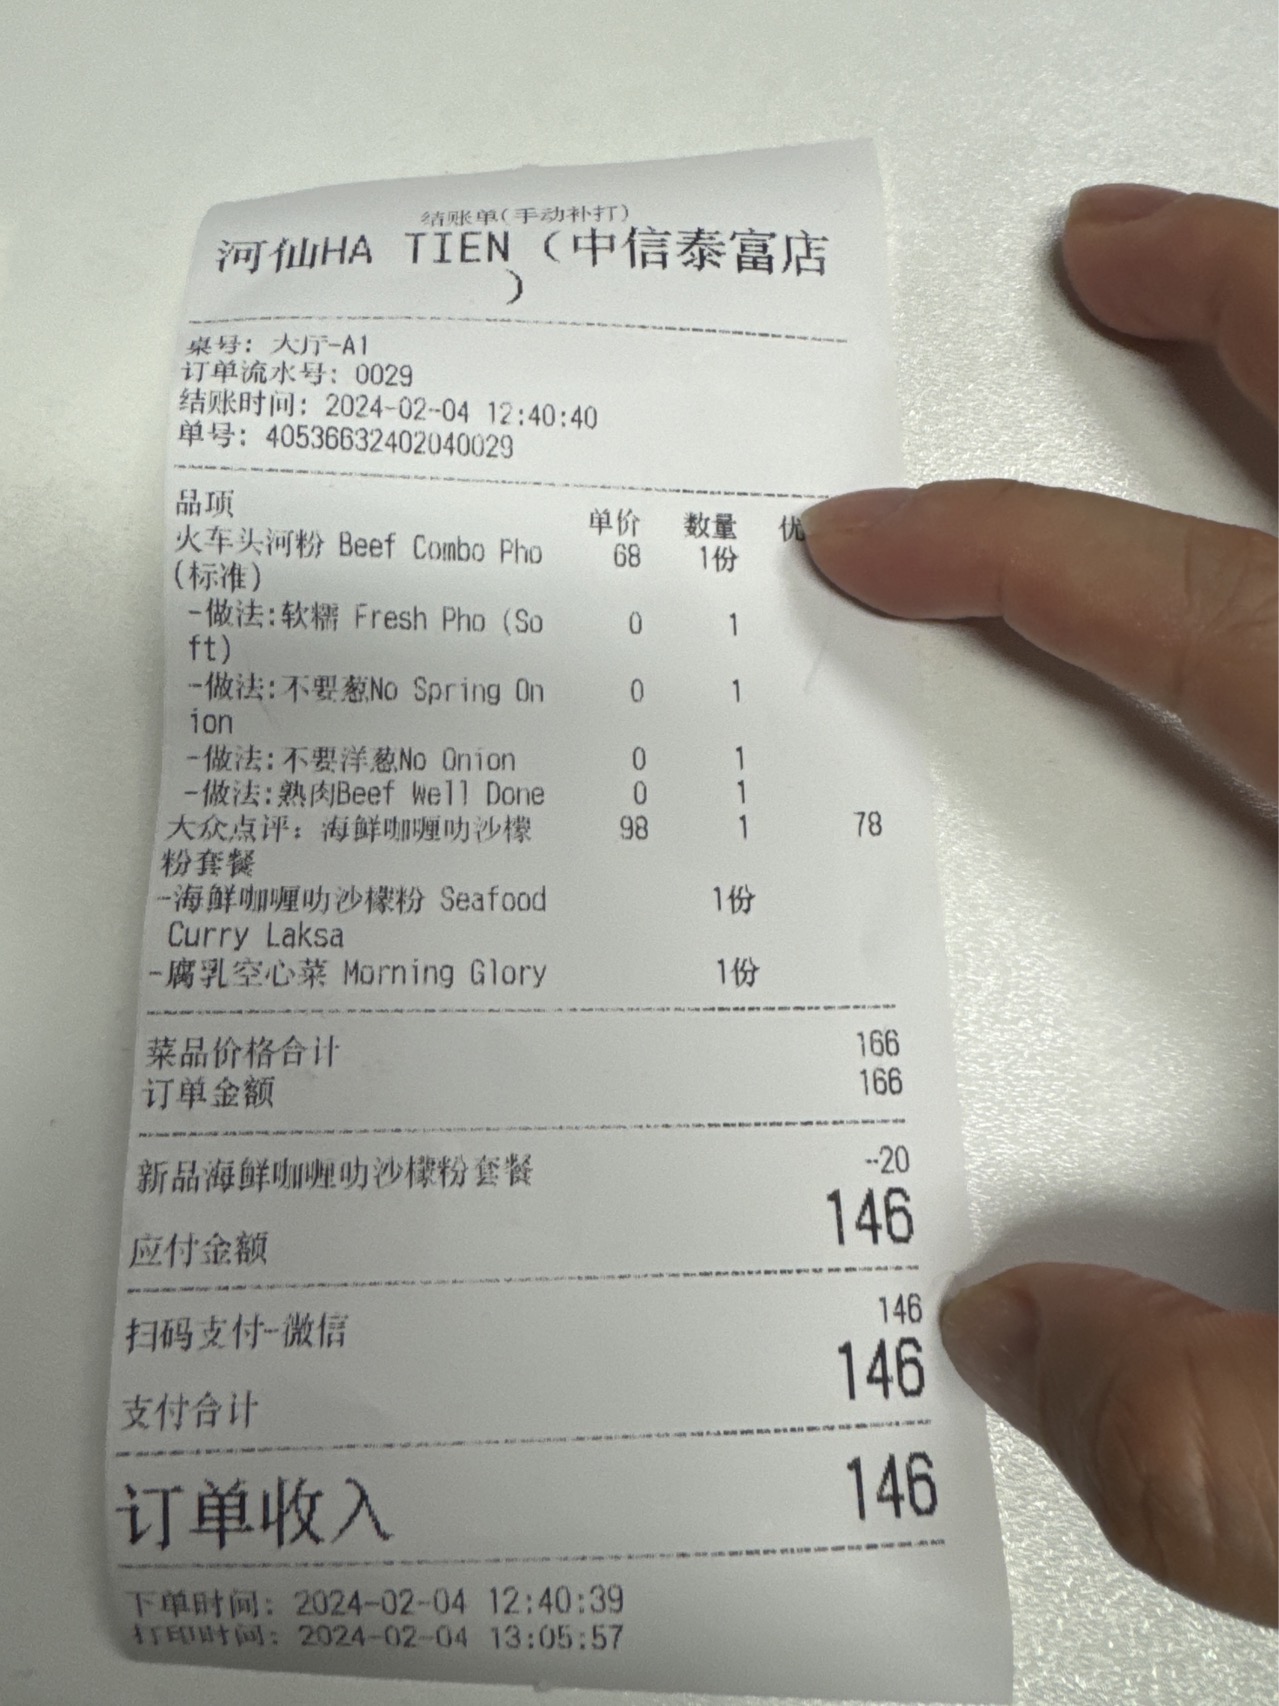 结账单(手动补打)
河仙HA TIEN (中信泰富店
)
桌号: 大厅-A1
订单流水号: 0029
结账时间: 2024-02-04 12:40:40
单号: 40536632402040029
品项 单价 数量 优
火车头河粉 Beef Combo Pho 68 1份
(标准)
-做法:软糯 Fresh Pho (So 0 1
ft)
-做法:不要葱No Spring On 0 1
ion
-做法:不要洋葱No Onion 0 1
-做法:熟肉Beef Well Done 0 1
大众点评: 海鲜咖喱叻沙檬 98 1 78
粉套餐
-海鲜咖喱叻沙檬粉 Seafood 1份
Curry Laksa
-腐乳空心菜 Morning Glory 1份
菜品价格合计 166
订单金额 166
新品海鲜咖喱叻沙檬粉套餐 -20
应付金额 146
扫码支付-微信 146
支付合计 146
订单收入 146
下单时间: 2024-02-04 12:40:39
打印时间: 2024-02-04 13:05:57